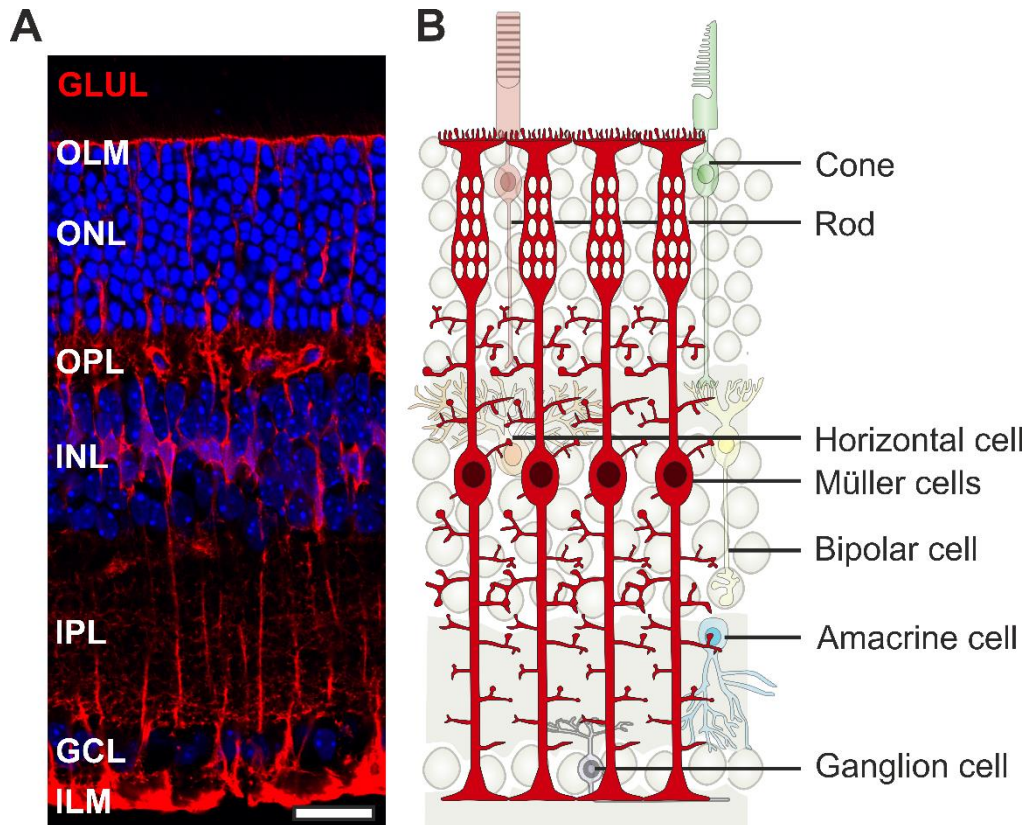 A
GLUL
OLM
ONL
OPL
INL
IPL
GCL
ILM
B
Cone
Rod
Horizontal cell
Müller cells
Bipolar cell
Amacrine cell
Ganglion cell